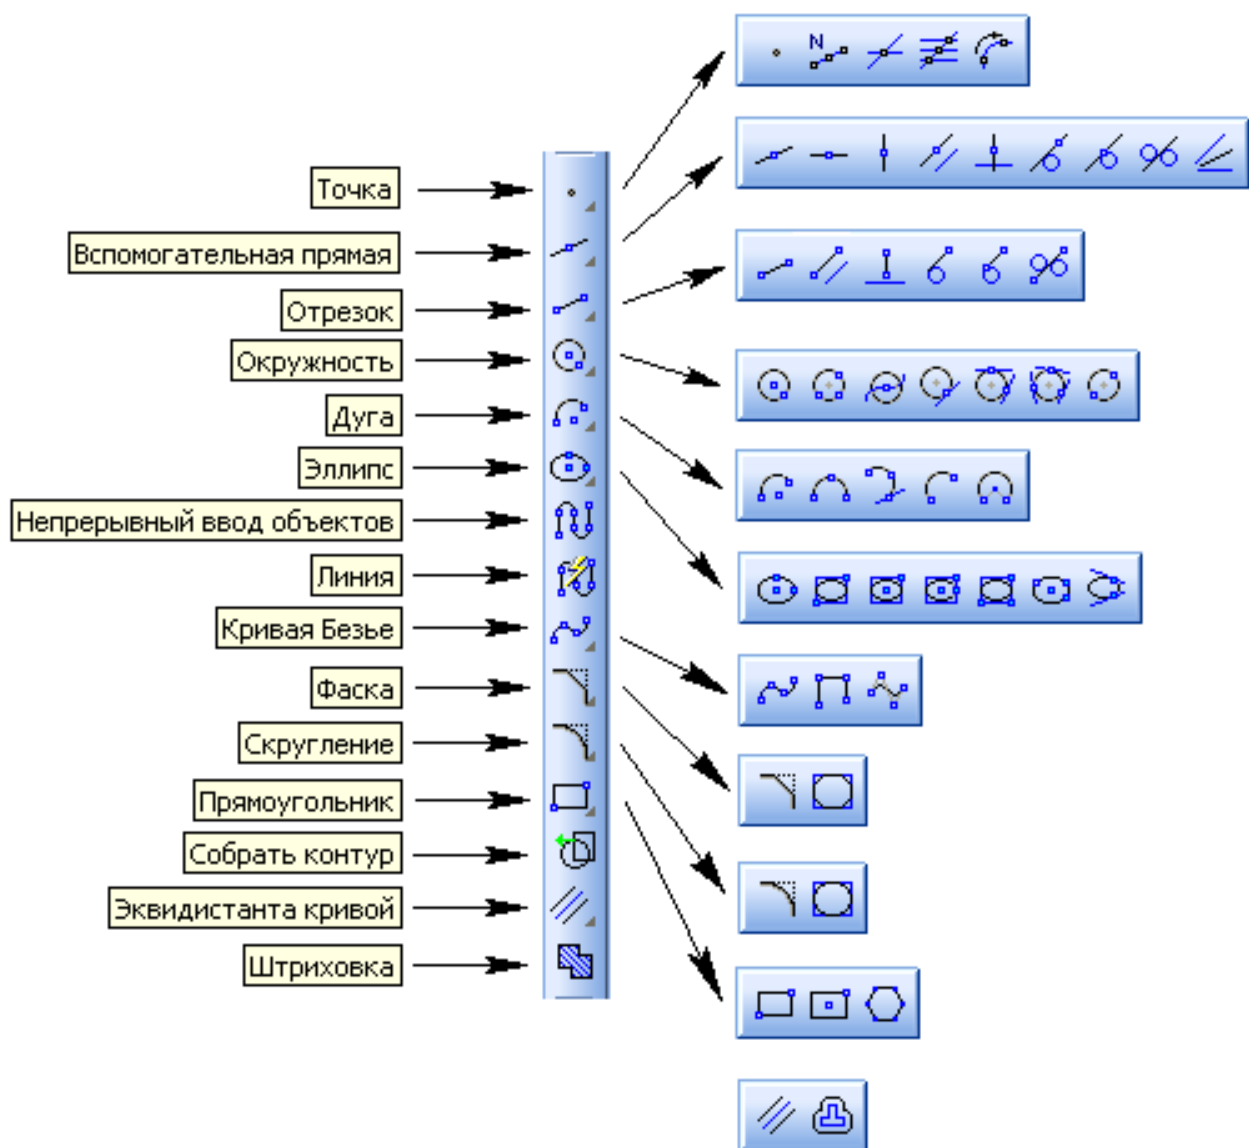 N
Точка
Вспомогательная прямая
Отрезок
Окружность
Дуга
Эллипс
Непрерывный ввод объектов
Линия
Кривая Безье
Фаска
Скругление
Прямоугольник
Собрать контур
Эквидистанта кривой
Штриховка